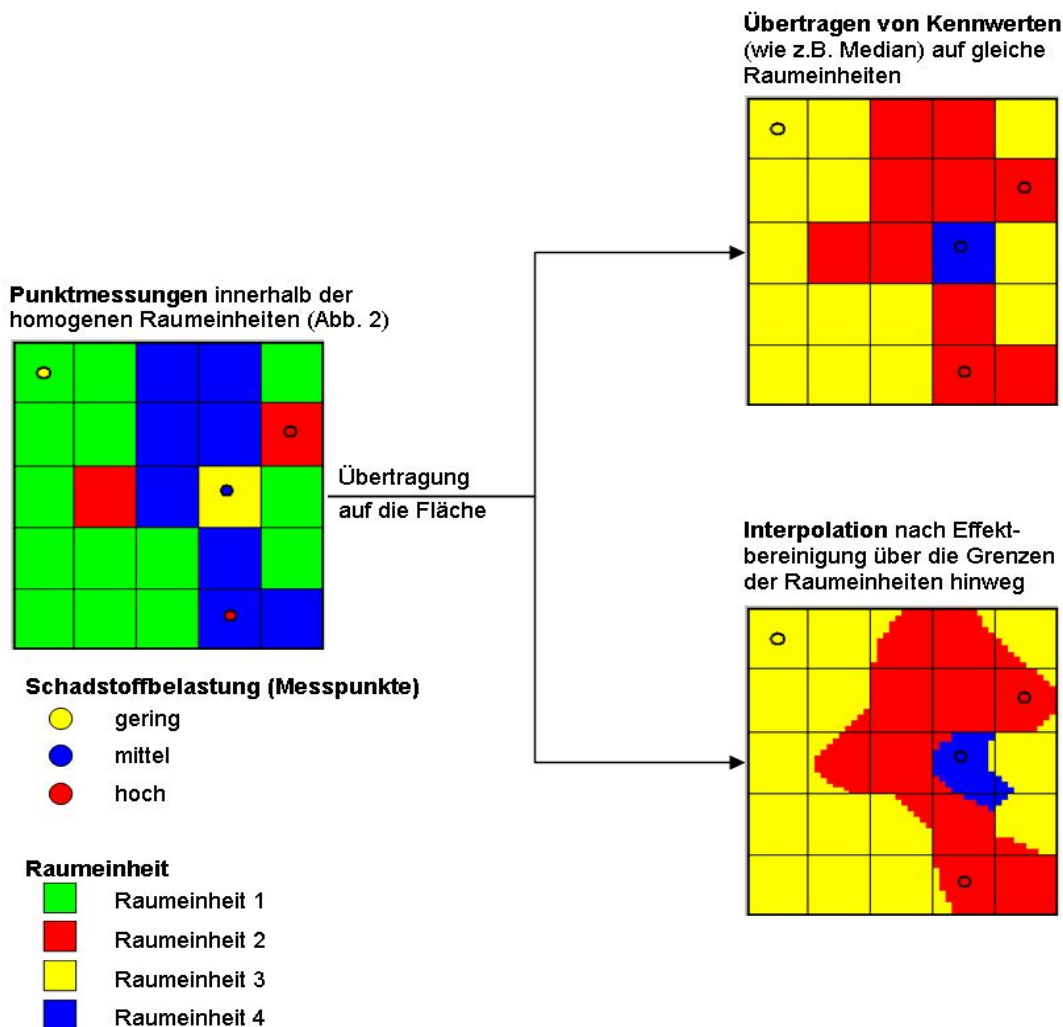 Übertragen von Kennwerten
(wie z.B. Median) auf gleiche
Raumeinheiten
Punktmessungen innerhalb der
homogenen Raumeinheiten (Abb. 2)
Übertragung
auf die Fläche
Interpolation nach Effekt-
bereinigung über die Grenzen
der Raumeinheiten hinweg
Schadstoffbelastung (Messpunkte)
gering
mittel
hoch
Raumeinheit
Raumeinheit 1
Raumeinheit 2
Raumeinheit 3
Raumeinheit 4